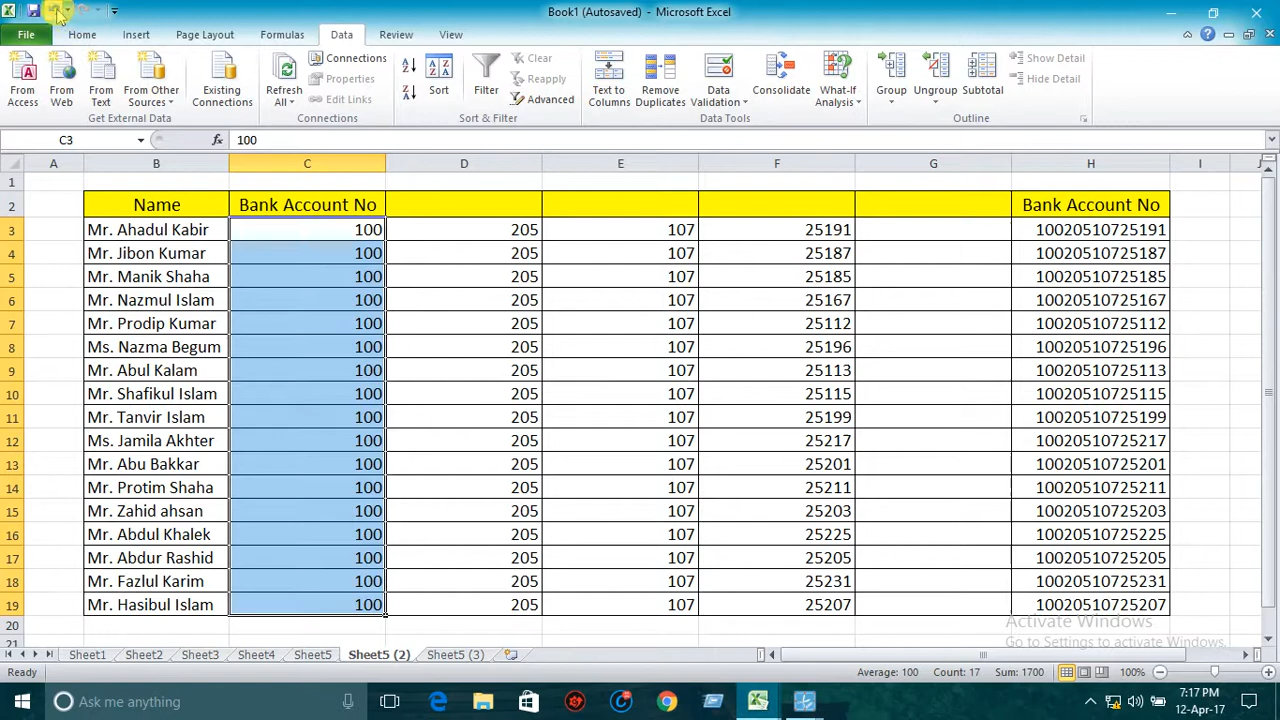 Book1 (Autosaved) - Microsoft Excel
File Home Insert Page Layout Formulas Data Review View
From Access
From Web
From Text
From Other Sources
Existing Connections
Get External Data
Refresh All
Connections
Properties
Edit Links
Connections
Sort
Filter
Clear
Reapply
Advanced
Sort & Filter
Text to Columns
Remove Duplicates
Data Validation
Consolidate
What-If Analysis
Data Tools
Group
Ungroup
Subtotal
Show Detail
Hide Detail
Outline
C3 fx 100
A B C D E F G H I J
1
2 Name Bank Account No Bank Account No
3 Mr. Ahadul Kabir 100 205 107 25191 10020510725191
4 Mr. Jibon Kumar 100 205 107 25187 10020510725187
5 Mr. Manik Shaha 100 205 107 25185 10020510725185
6 Mr. Nazmul Islam 100 205 107 25167 10020510725167
7 Mr. Prodip Kumar 100 205 107 25112 10020510725112
8 Ms. Nazma Begum 100 205 107 25196 10020510725196
9 Mr. Abul Kalam 100 205 107 25113 10020510725113
10 Mr. Shafikul Islam 100 205 107 25115 10020510725115
11 Mr. Tanvir Islam 100 205 107 25199 10020510725199
12 Ms. Jamila Akhter 100 205 107 25217 10020510725217
13 Mr. Abu Bakkar 100 205 107 25201 10020510725201
14 Mr. Protim Shaha 100 205 107 25211 10020510725211
15 Mr. Zahid ahsan 100 205 107 25203 10020510725203
16 Mr. Abdul Khalek 100 205 107 25225 10020510725225
17 Mr. Abdur Rashid 100 205 107 25205 10020510725205
18 Mr. Fazlul Karim 100 205 107 25231 10020510725231
19 Mr. Hasibul Islam 100 205 107 25207 10020510725207
20
21
Activate Windows
Go to Settings to activate Windows.
Sheet1 Sheet2 Sheet3 Sheet4 Sheet5 Sheet5 (2) Sheet5 (3)
Ready Average: 100 Count: 17 Sum: 1700 100%
Ask me anything
7:17 PM
12-Apr-17